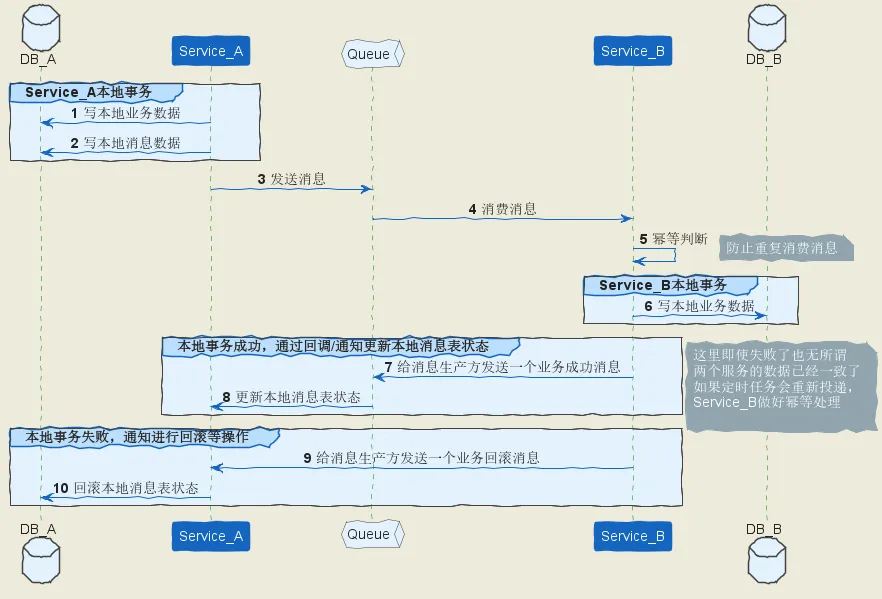 DB_A
Service_A
Queue
Service_B
DB_B
Service_A本地事务
1 写本地业务数据
2 写本地消息数据
3 发送消息
4 消费消息
5 幂等判断
防止重复消费消息
Service_B本地事务
6 写本地业务数据
本地事务成功，通过回调/通知更新本地消息表状态
这里即使失败了也无所谓
两个服务的数据已经一致了
如果定时任务会重新投递，
Service_B做好幂等处理
7 给消息生产方发送一个业务成功消息
8 更新本地消息表状态
本地事务失败，通知进行回滚等操作
9 给消息生产方发送一个业务回滚消息
10 回滚本地消息表状态
DB_A
Service_A
Queue
Service_B
DB_B